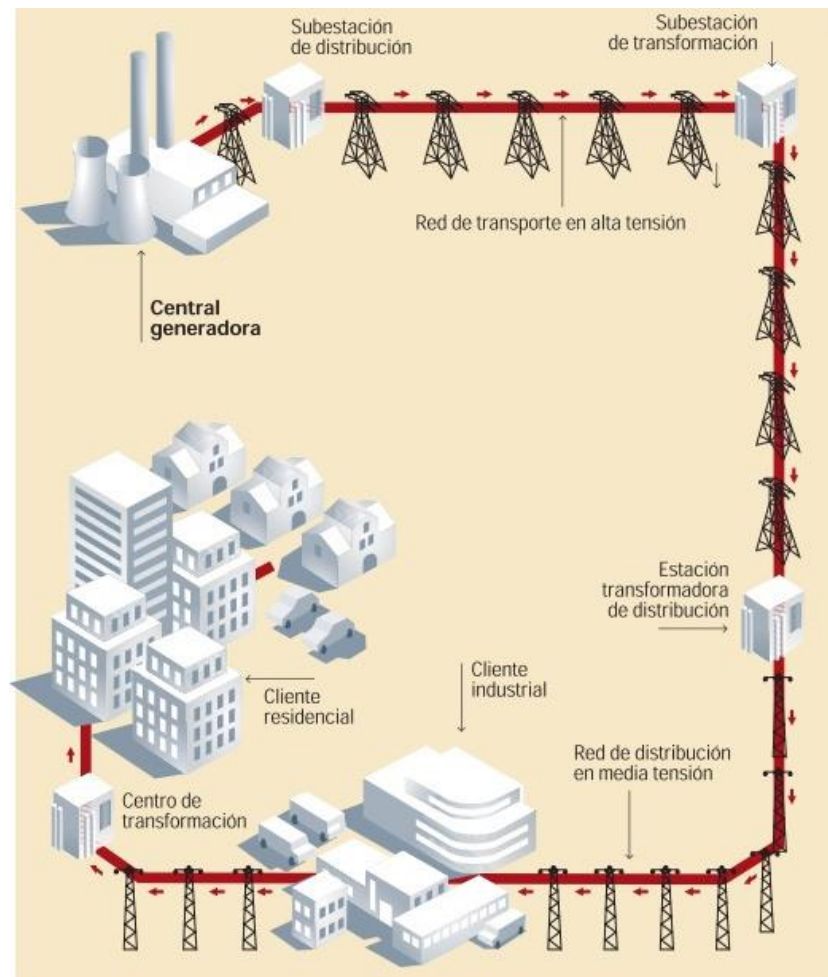 Subestación
de distribución
Subestación
de transformación
Red de transporte en alta tensión
Central
generadora
Estación
transformadora
de distribución
Cliente
residencial
Cliente
industrial
Red de distribución
en media tensión
Centro de
transformación